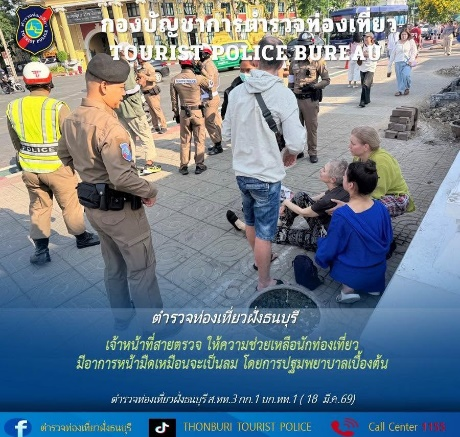 กองบัญชาการตำรวจท่องเที่ยว
TOURIST POLICE BUREAU
TOURIST POLICE
POLICE
ตำรวจท่องเที่ยวฝั่งธนบุรี
เจ้าหน้าที่สายตรวจ ให้ความช่วยเหลือนักท่องเที่ยว
มีอาการหน้ามืดเหมือนจะเป็นลม โดยการปฐมพยาบาลเบื้องต้น
ตำรวจท่องเที่ยวฝั่งธนบุรี ส.ทท.3 กก.1 บก.ทท.1 ( 18 มี.ค.69)
ตำรวจท่องเที่ยวฝั่งธนบุรี THONBURI TOURIST POLICE Call Center 1155